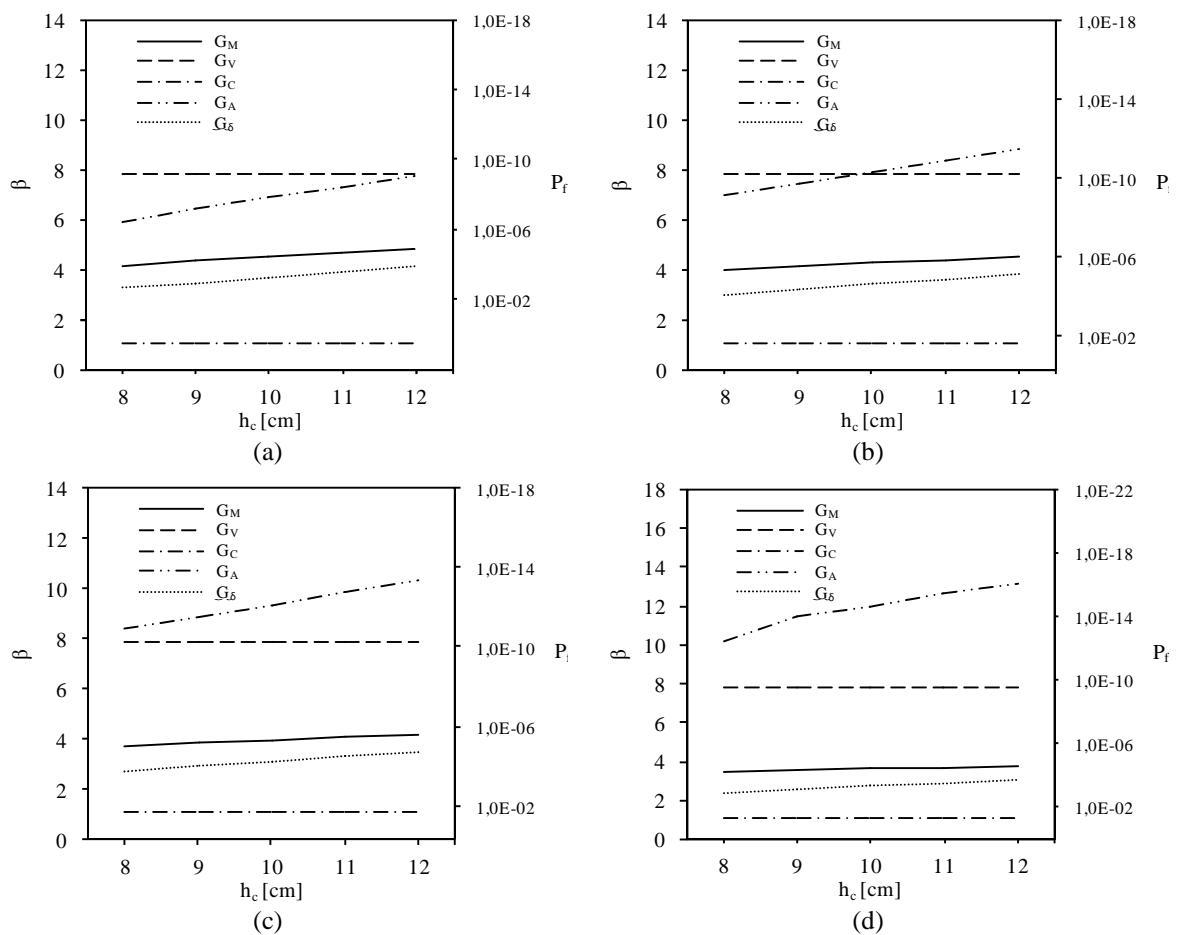 14
12
10
8
6
4
2
0
β
G_M
G_V
G_C
G_A
G_δ
1,0E-18
1,0E-14
1,0E-10
1,0E-06
1,0E-02
P_f
8 9 10 11 12
h_c [cm]
(a)
14
12
10
8
6
4
2
0
β
G_M
G_V
G_C
G_A
G_δ
1,0E-18
1,0E-14
1,0E-10
1,0E-06
1,0E-02
P_f
8 9 10 11 12
h_c [cm]
(b)
14
12
10
8
6
4
2
0
β
G_M
G_V
G_C
G_A
G_δ
1,0E-18
1,0E-14
1,0E-10
1,0E-06
1,0E-02
P_f
8 9 10 11 12
h_c [cm]
(c)
18
16
14
12
10
8
6
4
2
0
β
G_M
G_V
G_C
G_A
G_δ
1,0E-22
1,0E-18
1,0E-14
1,0E-10
1,0E-06
1,0E-02
P_f
8 9 10 11 12
h_c [cm]
(d)